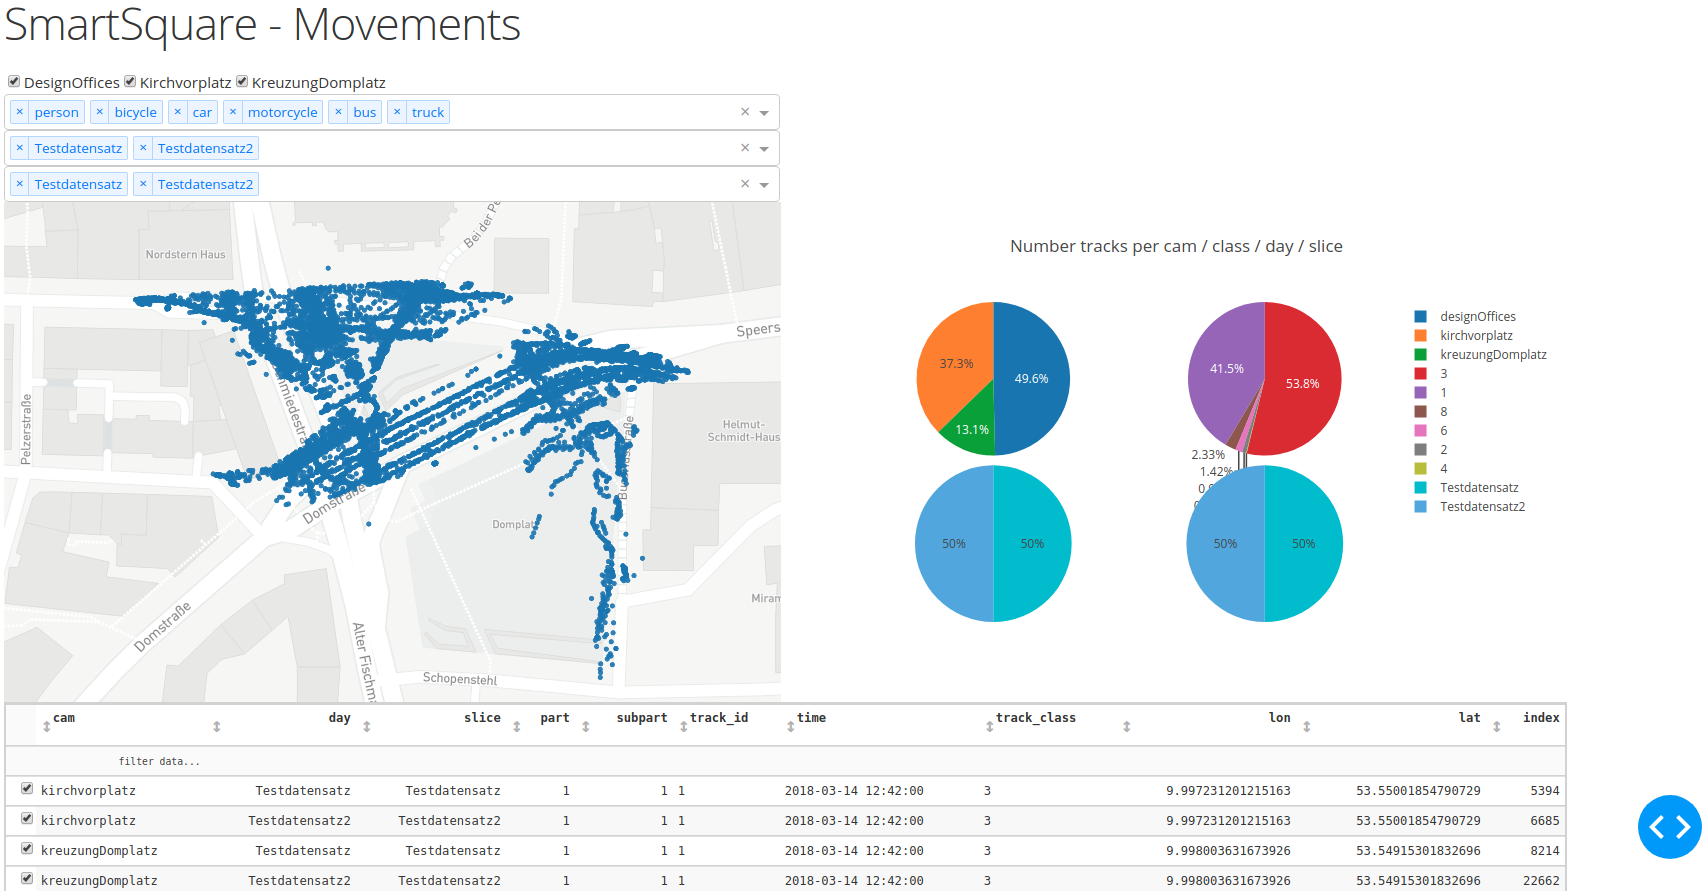 SmartSquare - Movements
DesignOffices Kirchvorplatz KreuzungDomplatz
× person × bicycle × car × motorcycle × bus × truck ×
× Testdatensatz × Testdatensatz2 ×
× Testdatensatz × Testdatensatz2 ×
Nordstern Haus
Bei der Pe
Speers
Pelzerstraße
Helmut-
Schmidt-Haus
Domstraße
Domplat
Domstraße
Miram
Alter Fischma
Schopenstehl
Number tracks per cam / class / day / slice
37.3%
49.6%
13.1%
41.5%
53.8%
2.33%
1.42%
50%
50%
50%
50%
designOffices
kirchvorplatz
kreuzungDomplatz
3
1
8
6
2
4
Testdatensatz
Testdatensatz2
cam day slice part subpart track_id time track_class lon lat index
filter data...
kirchvorplatz Testdatensatz Testdatensatz 1 1 1 2018-03-14 12:42:00 3 9.997231201215163 53.55001854790729 5394
kirchvorplatz Testdatensatz2 Testdatensatz2 1 1 1 2018-03-14 12:42:00 3 9.997231201215163 53.55001854790729 6685
kreuzungDomplatz Testdatensatz Testdatensatz 1 1 1 2018-03-14 12:42:00 3 9.998003631673926 53.54915301832696 8214
kreuzungDomplatz Testdatensatz2 Testdatensatz2 1 1 1 2018-03-14 12:42:00 3 9.998003631673926 53.54915301832696 22662